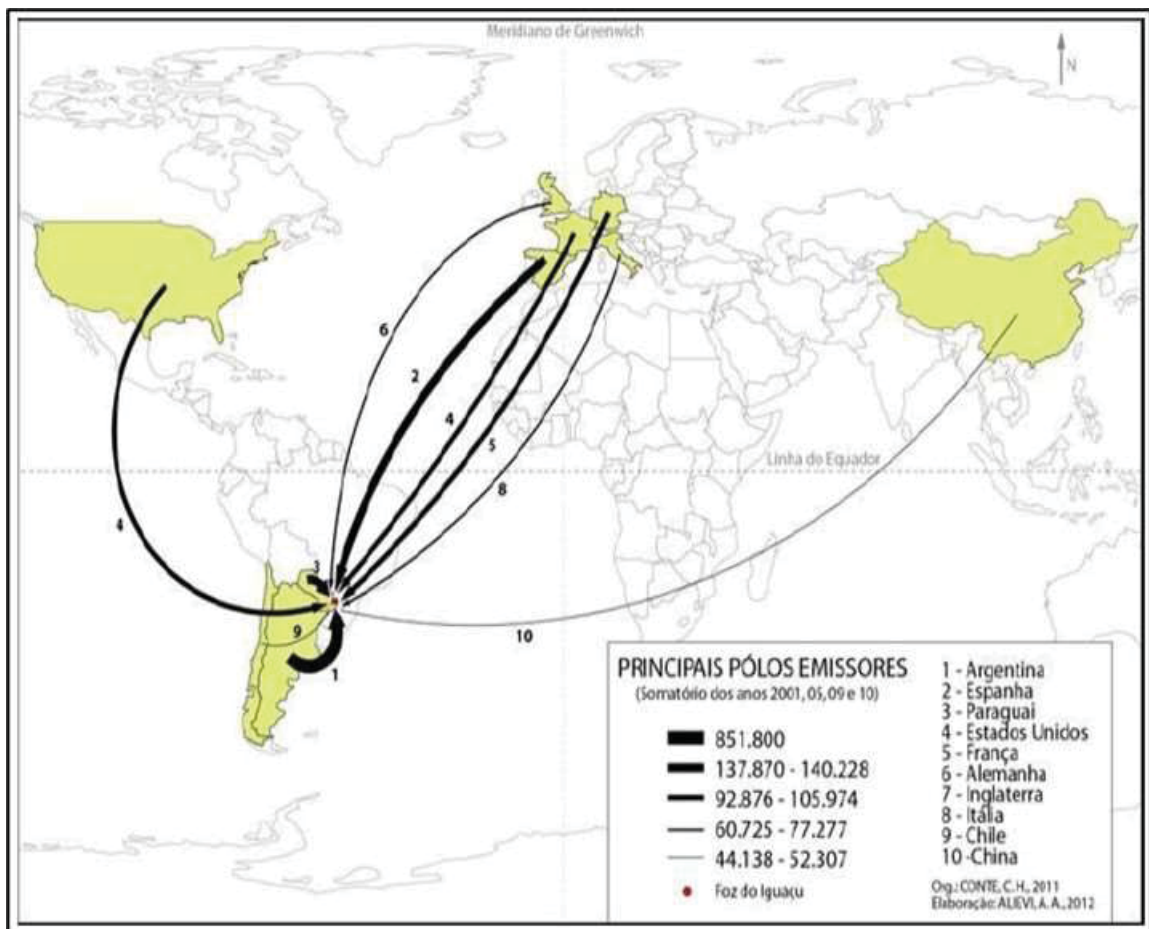 Meridiano de Greenwich
N
6
2
4
5
Linha do Equador
8
4
3
9
10
1
PRINCIPAIS PÓLOS EMISSORES
(Somatório dos anos 2001, 05, 09 e 10)
851.800
137.870 - 140.228
92.876 - 105.974
60.725 - 77.277
44.138 - 52.307
Foz do Iguaçu
1 - Argentina
2 - Espanha
3 - Paraguai
4 - Estados Unidos
5 - França
6 - Alemanha
7 - Inglaterra
8 - Itália
9 - Chile
10 - China
Org.: CONTE, C. H., 2011
Elaboração: ALIEVI, A. A., 2012